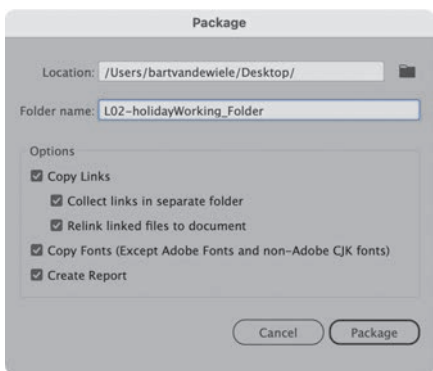 Package
Location: /Users/bartvandewiele/Desktop/
Folder name: L02-holidayWorking_Folder
Options
Copy Links
Collect links in separate folder
Relink linked files to document
Copy Fonts (Except Adobe Fonts and non-Adobe CJK fonts)
Create Report
Cancel Package